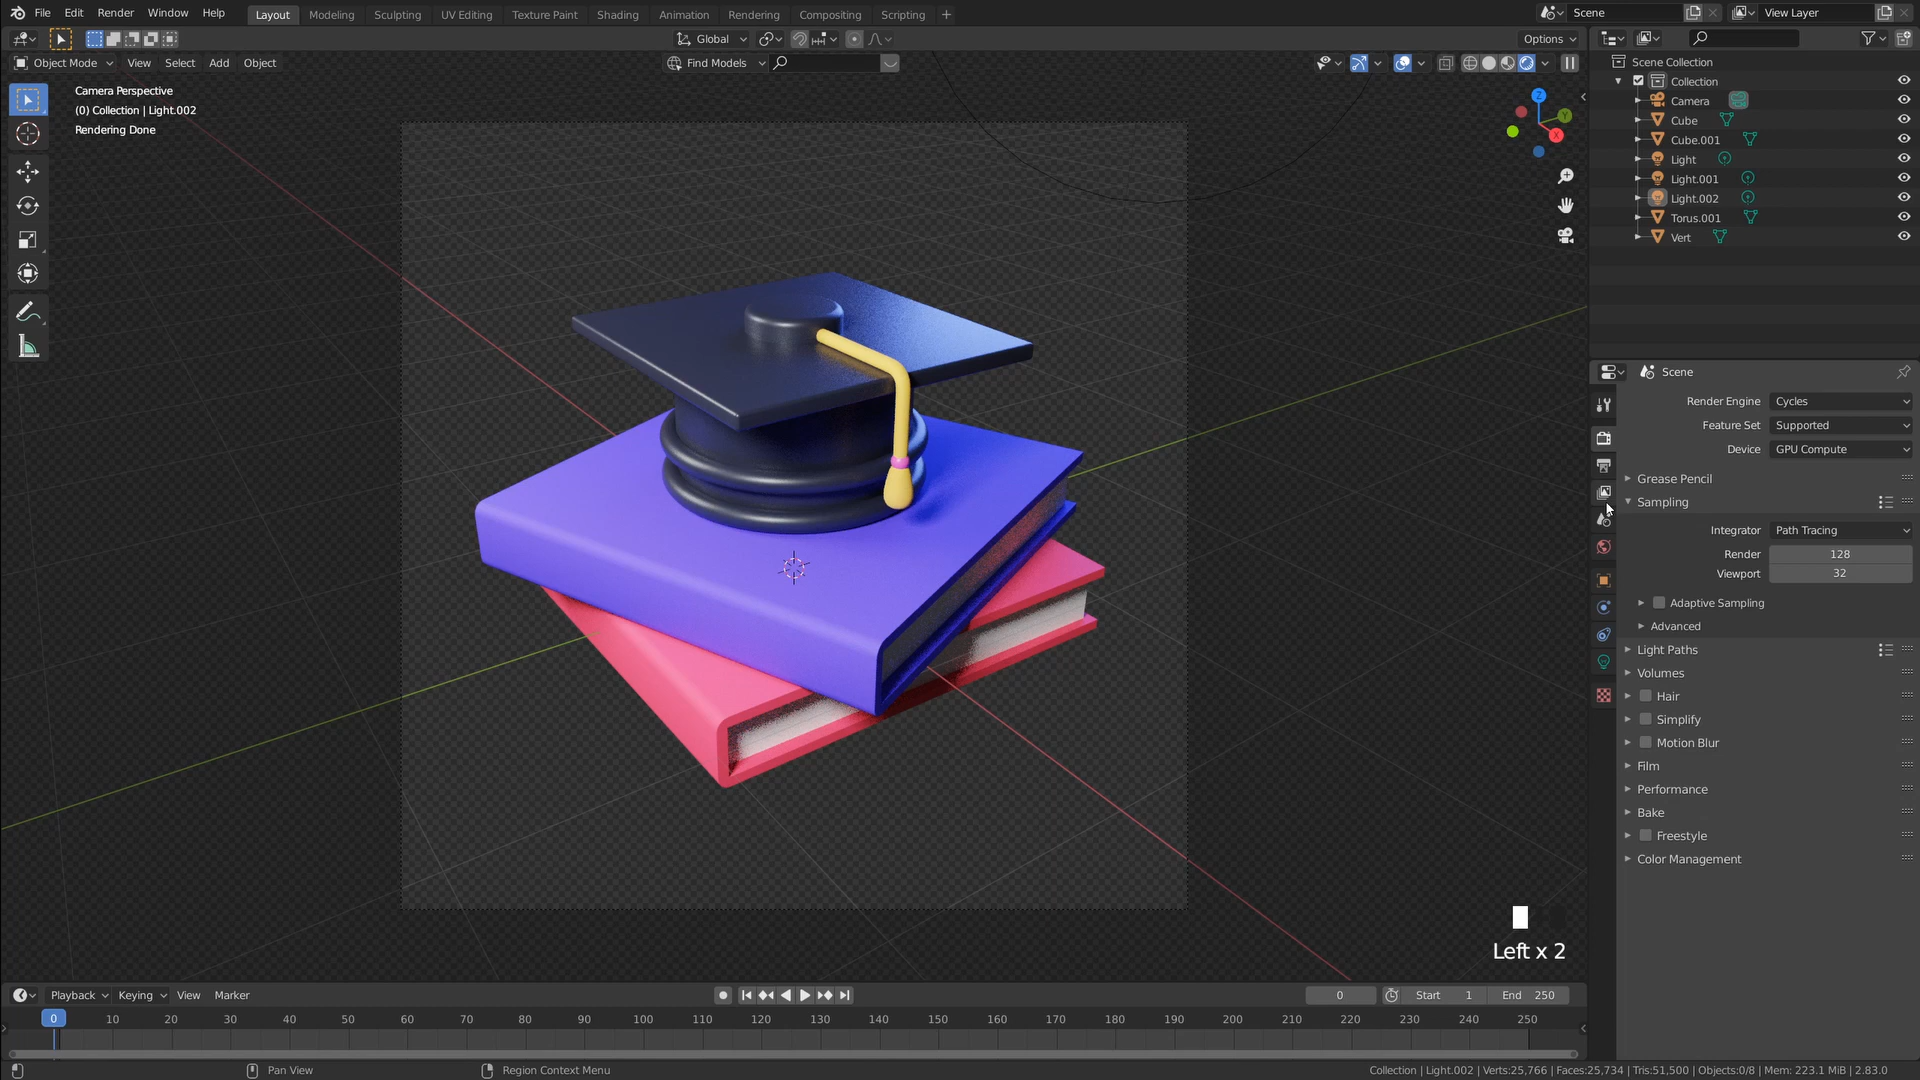 File Edit Render Window Help Layout Modeling Sculpting UV Editing Texture Paint Shading Animation Rendering Compositing Scripting + Scene View Layer
Global Options
Object Mode View Select Add Object Find Models
Camera Perspective
(0) Collection | Light.002
Rendering Done
Z
Y
X
Scene Collection
Collection
Camera
Cube
Cube.001
Light
Light.001
Light.002
Torus.001
Vert
Scene
Render Engine Cycles
Feature Set Supported
Device GPU Compute
Grease Pencil
Sampling
Integrator Path Tracing
Render 128
Viewport 32
Adaptive Sampling
Advanced
Light Paths
Volumes
Hair
Simplify
Motion Blur
Film
Performance
Bake
Freestyle
Color Management
Left x 2
Playback Keying View Marker 0 Start 1 End 250
0 10 20 30 40 50 60 70 80 90 100 110 120 130 140 150 160 170 180 190 200 210 220 230 240 250
Pan View Region Context Menu Collection | Light.002 | Verts:25,766 | Faces:25,734 | Tris:51,500 | Objects:0/8 | Mem: 223.1 MiB | 2.83.0